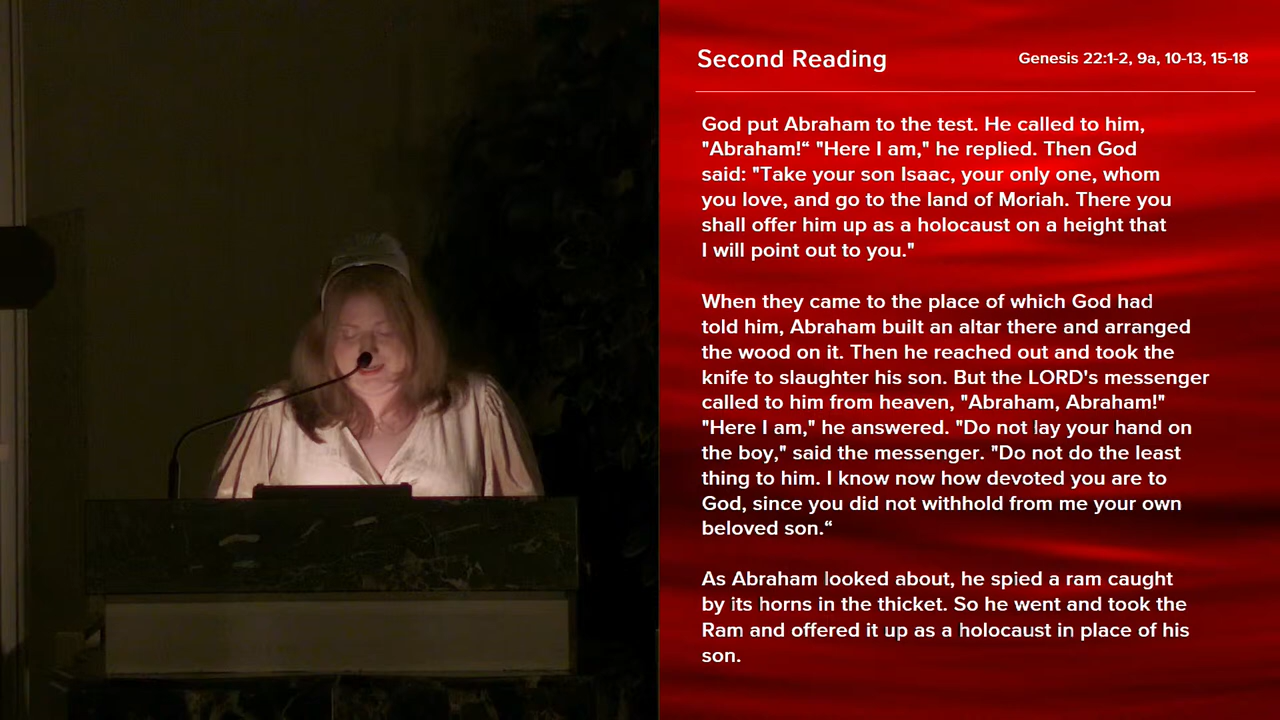 Second Reading
Genesis 22:1-2, 9a, 10-13, 15-18
God put Abraham to the test. He called to him,
"Abraham!“ "Here I am," he replied. Then God
said: "Take your son Isaac, your only one, whom
you love, and go to the land of Moriah. There you
shall offer him up as a holocaust on a height that
I will point out to you."
When they came to the place of which God had
told him, Abraham built an altar there and arranged
the wood on it. Then he reached out and took the
knife to slaughter his son. But the LORD's messenger
called to him from heaven, "Abraham, Abraham!"
"Here I am," he answered. "Do not lay your hand on
the boy," said the messenger. "Do not do the least
thing to him. I know now how devoted you are to
God, since you did not withhold from me your own
beloved son.“
As Abraham looked about, he spied a ram caught
by its horns in the thicket. So he went and took the
Ram and offered it up as a holocaust in place of his
son.